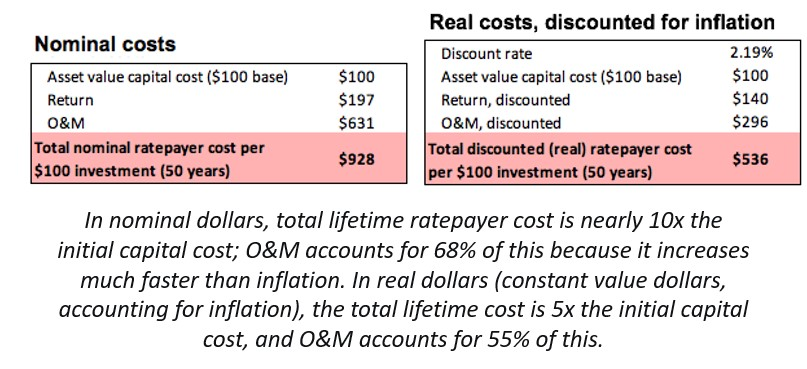 Nominal costs
Asset value capital cost ($100 base) $100
Return $197
O&M $631
Total nominal ratepayer cost per
$100 investment (50 years) $928
Real costs, discounted for inflation
Discount rate 2.19%
Asset value capital cost ($100 base) $100
Return, discounted $140
O&M, discounted $296
Total discounted (real) ratepayer cost
per $100 investment (50 years) $536
In nominal dollars, total lifetime ratepayer cost is nearly 10x the
initial capital cost; O&M accounts for 68% of this because it increases
much faster than inflation. In real dollars (constant value dollars,
accounting for inflation), the total lifetime cost is 5x the initial capital
cost, and O&M accounts for 55% of this.